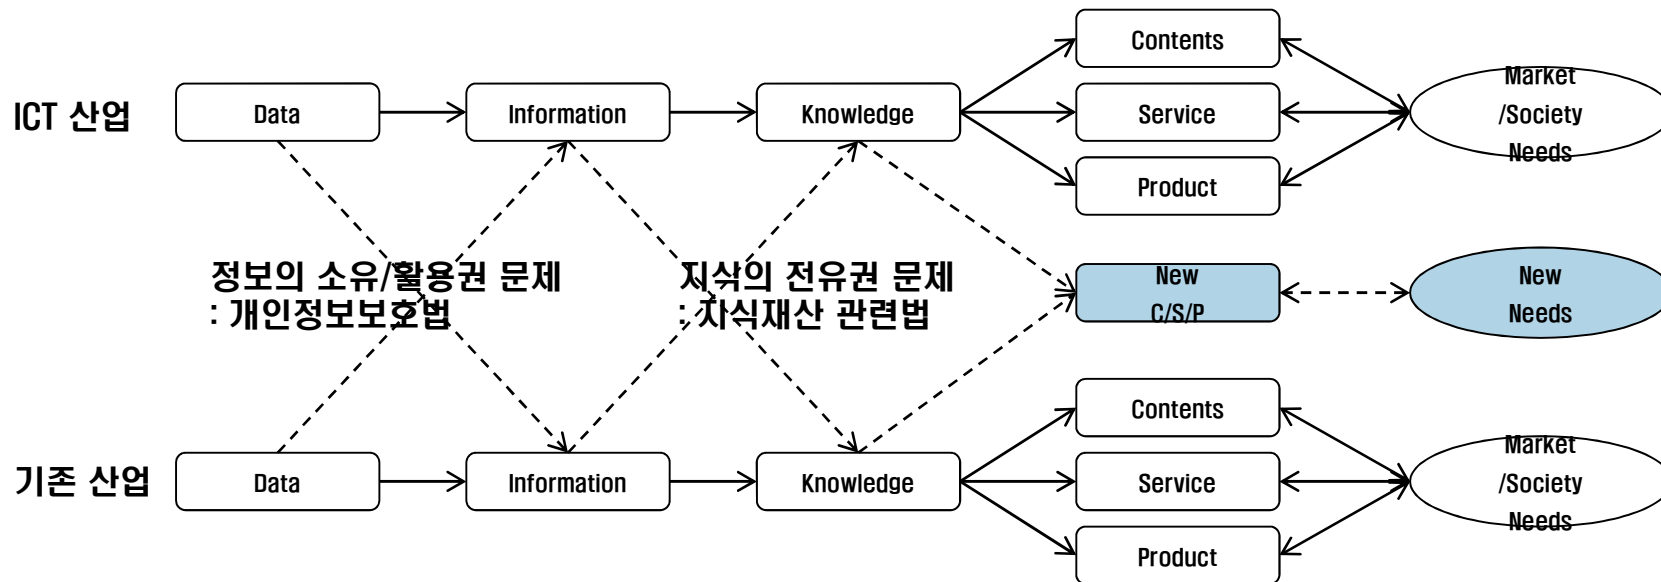 ICT 산업
Data
Information
Knowledge
Contents
Service
Product
Market
/Society
Needs
정보의 소유/활용권 문제
: 개인정보보호법
지식의 전유권 문제
: 지식재산 관련법
New
C/S/P
New
Needs
기존 산업
Data
Information
Knowledge
Contents
Service
Product
Market
/Society
Needs